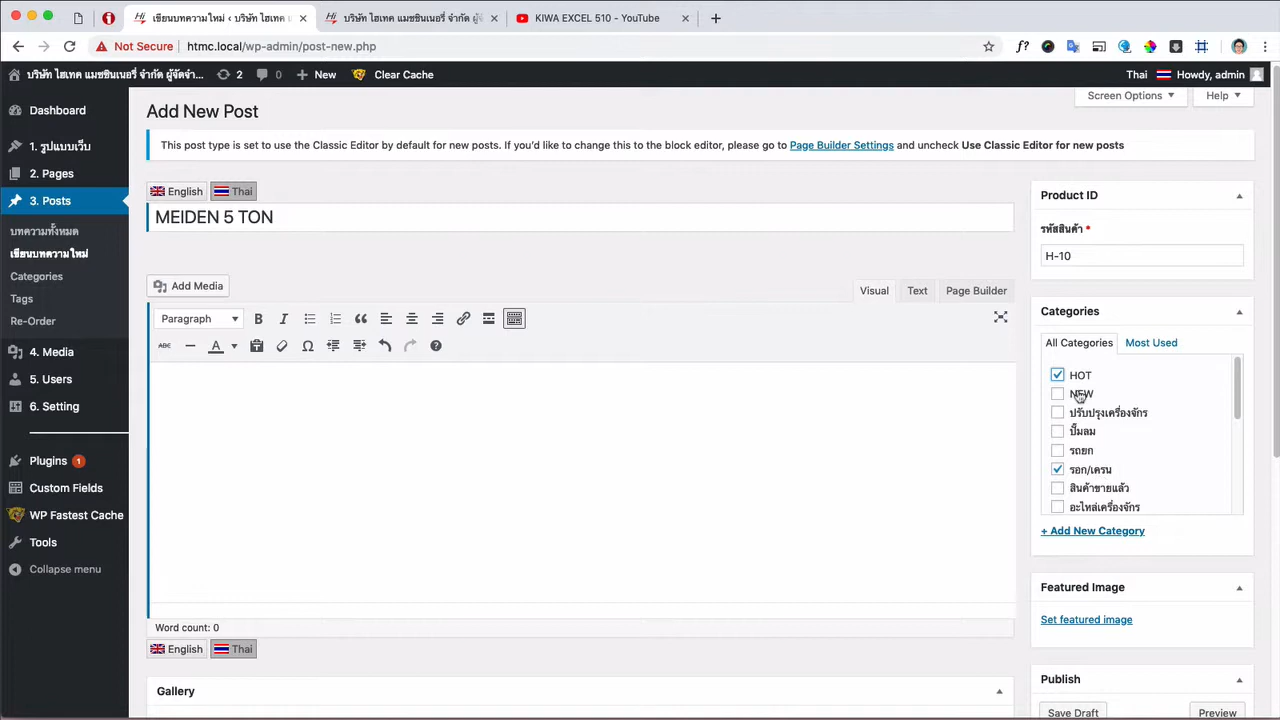 เขียนบทความใหม่ ‹ บริษัท ไฮเทค แ
บริษัท ไฮเทค แมชชินเนอรี่ จำกัด ผู้จั
KIWA EXCEL 510 - YouTube
Not Secure
htmc.local/wp-admin/post-new.php
บริษัท ไฮเทค แมชชินเนอรี่ จำกัด ผู้จัดจำ...
2
New
Clear Cache
Thai
Howdy, admin
Screen Options
Help
Dashboard
1. รูปแบบเว็บ
2. Pages
3. Posts
บทความทั้งหมด
เขียนบทความใหม่
Categories
Tags
Re-Order
4. Media
5. Users
6. Setting
Plugins 1
Custom Fields
WP Fastest Cache
Tools
Collapse menu
Add New Post
This post type is set to use the Classic Editor by default for new posts. If you'd like to change this to the block editor, please go to Page Builder Settings and uncheck Use Classic Editor for new posts
English
Thai
MEIDEN 5 TON
Add Media
Visual
Text
Page Builder
Paragraph
B I
ABC
A
Word count: 0
English
Thai
Gallery
Product ID
รหัสสินค้า *
H-10
Categories
All Categories
Most Used
HOT
NEW
ปรับปรุงเครื่องจักร
ปั๊มลม
รถยก
รอก/เครน
สินค้าขายแล้ว
อะไหล่เครื่องจักร
+ Add New Category
Featured Image
Set featured image
Publish
Save Draft
Preview